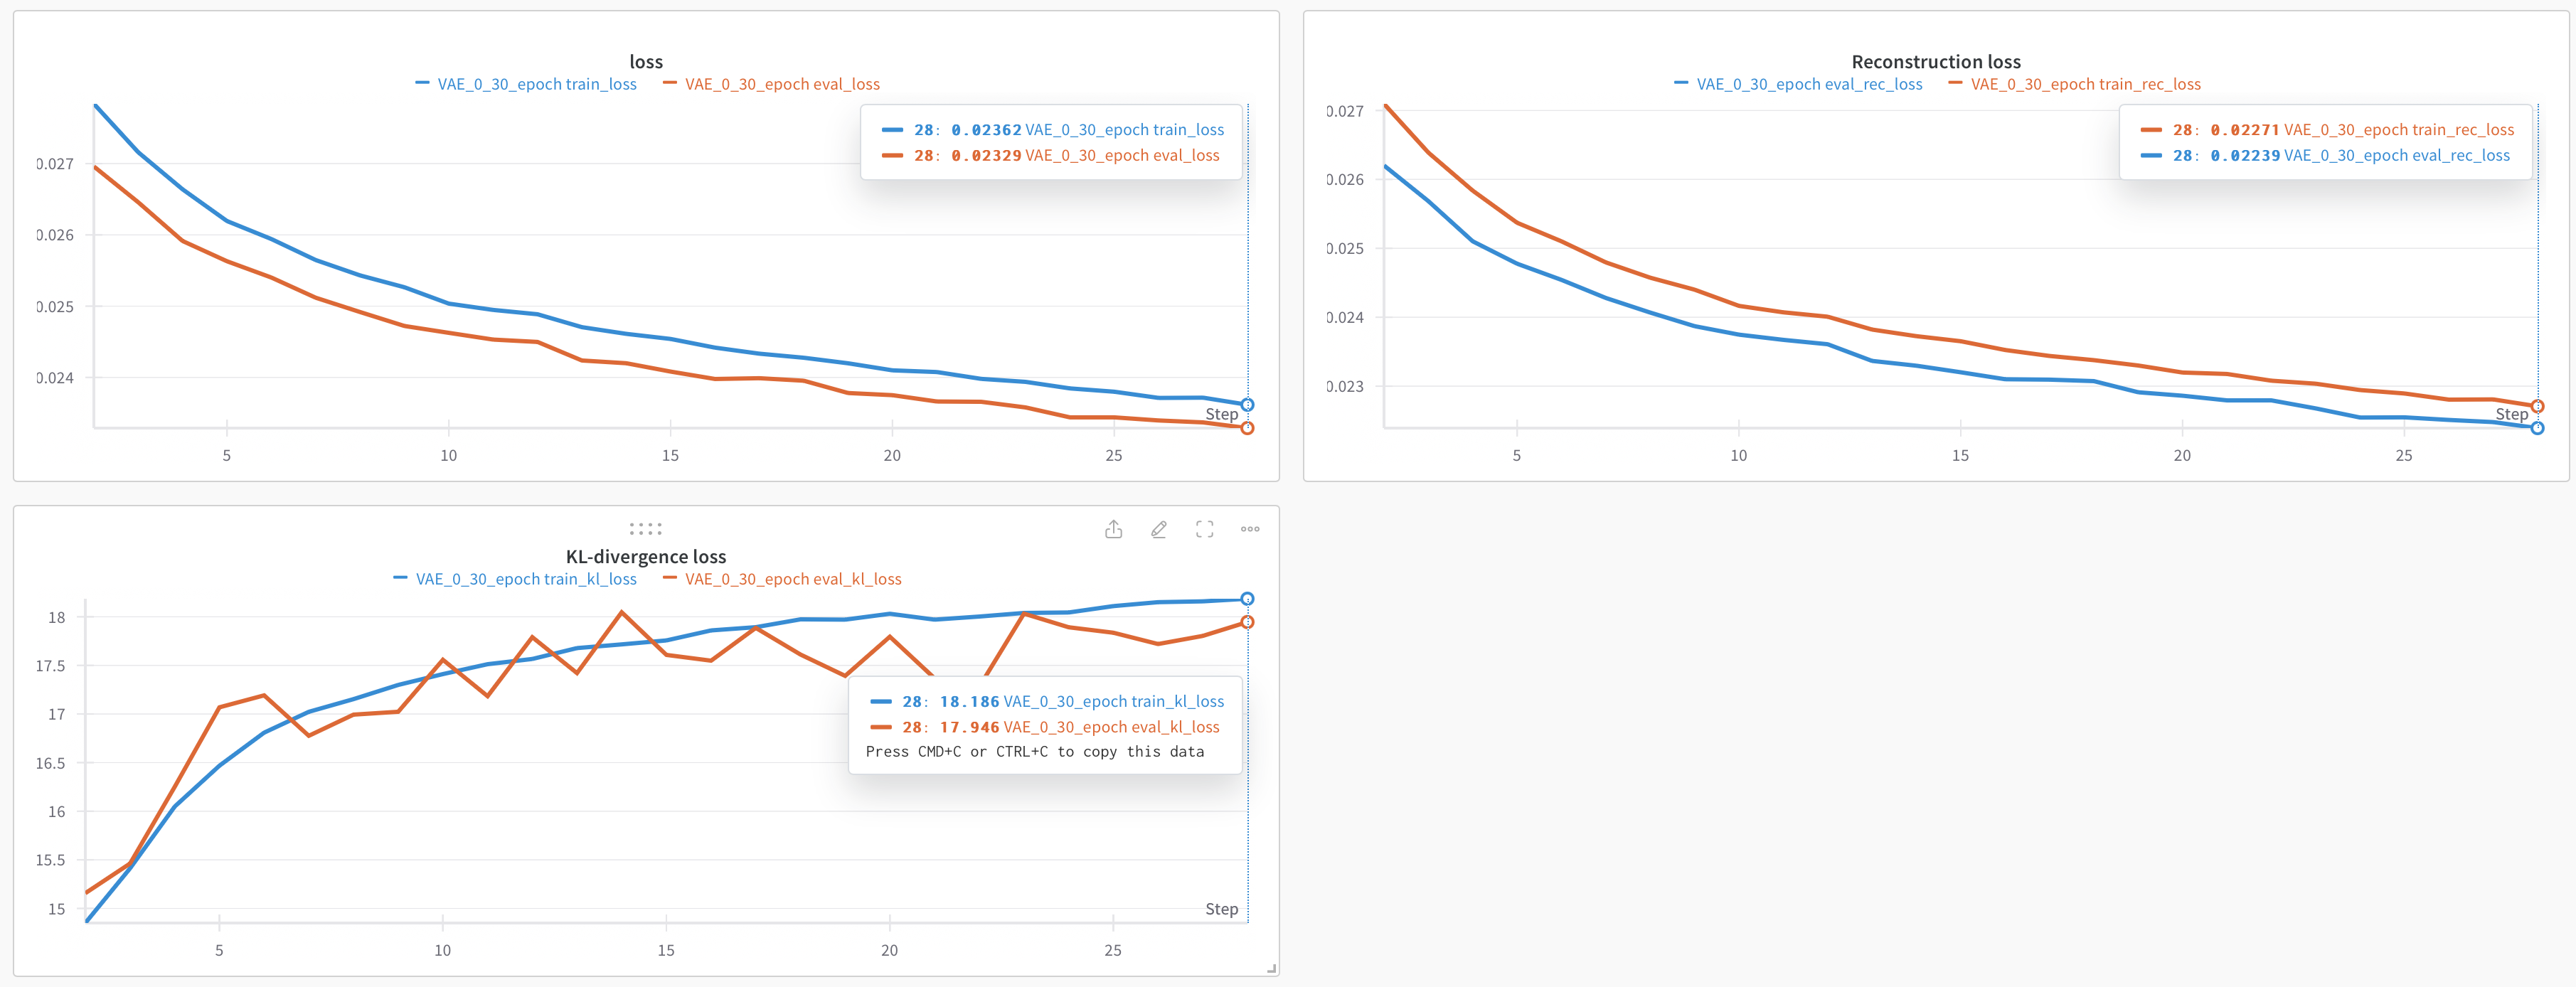 loss
VAE_0_30_epoch train_loss VAE_0_30_epoch eval_loss
28: 0.02362 VAE_0_30_epoch train_loss
28: 0.02329 VAE_0_30_epoch eval_loss
0.027
0.026
0.025
0.024
Step
5 10 15 20 25
Reconstruction loss
VAE_0_30_epoch eval_rec_loss VAE_0_30_epoch train_rec_loss
28: 0.02271 VAE_0_30_epoch train_rec_loss
28: 0.02239 VAE_0_30_epoch eval_rec_loss
0.027
0.026
0.025
0.024
0.023
Step
5 10 15 20 25
KL-divergence loss
VAE_0_30_epoch train_kl_loss VAE_0_30_epoch eval_kl_loss
18
17.5
17
16.5
16
15.5
15
28: 18.186 VAE_0_30_epoch train_kl_loss
28: 17.946 VAE_0_30_epoch eval_kl_loss
Press CMD+C or CTRL+C to copy this data
Step
5 10 15 20 25